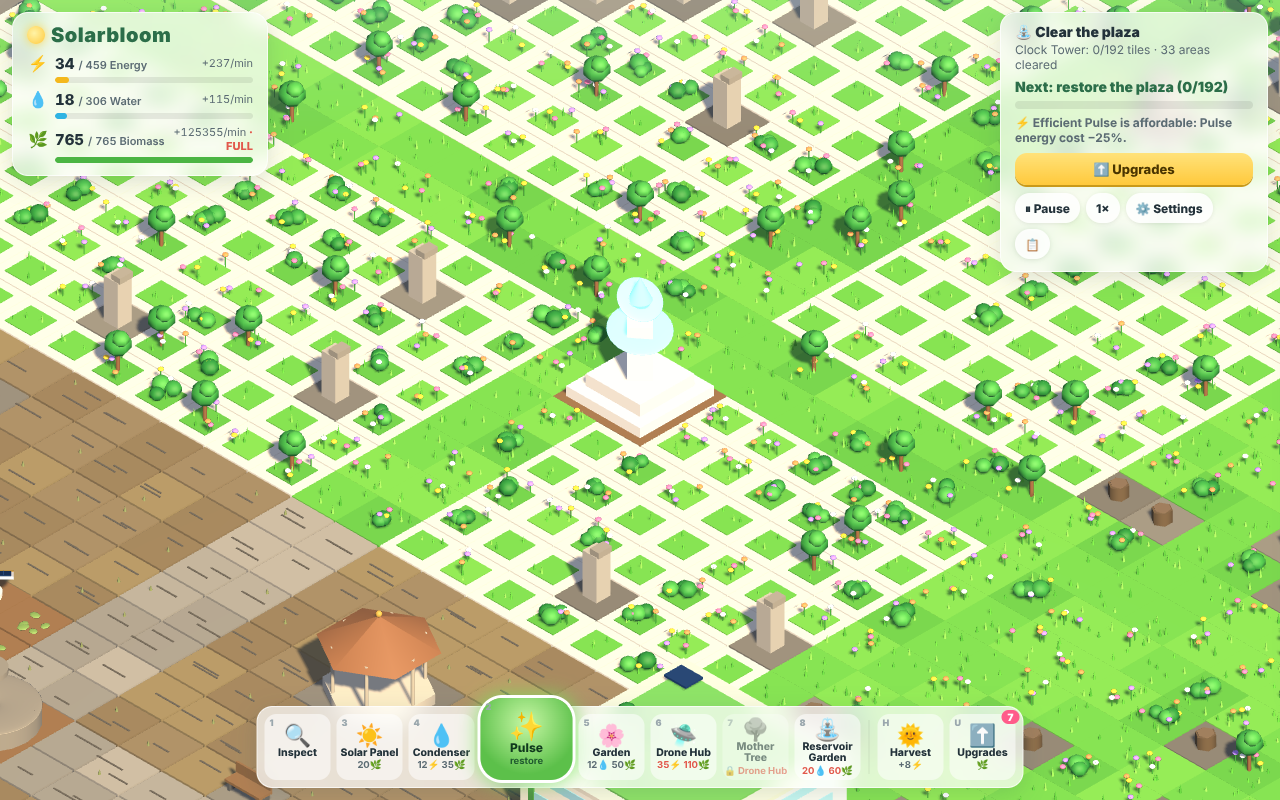 Solarbloom
⚡ 34 / 459 Energy +237/min
💧 18 / 306 Water +115/min
🌿 765 / 765 Biomass +125355/min · FULL
⛲ Clear the plaza
Clock Tower: 0/192 tiles · 33 areas
cleared
Next: restore the plaza (0/192)
⚡ Efficient Pulse is affordable: Pulse
energy cost −25%.
⬆️ Upgrades
⏸ Pause
1×
⚙️ Settings
📋
1
Inspect
3
Solar Panel
20🌿
4
Condenser
12⚡ 35🌿
✨
Pulse
restore
5
Garden
12💧 50🌿
6
Drone Hub
35⚡ 110🌿
7
Mother
Tree
🔒 Drone Hub
8
Reservoir
Garden
20💧 60🌿
H
Harvest
+8⚡
U
7
Upgrades
🌿